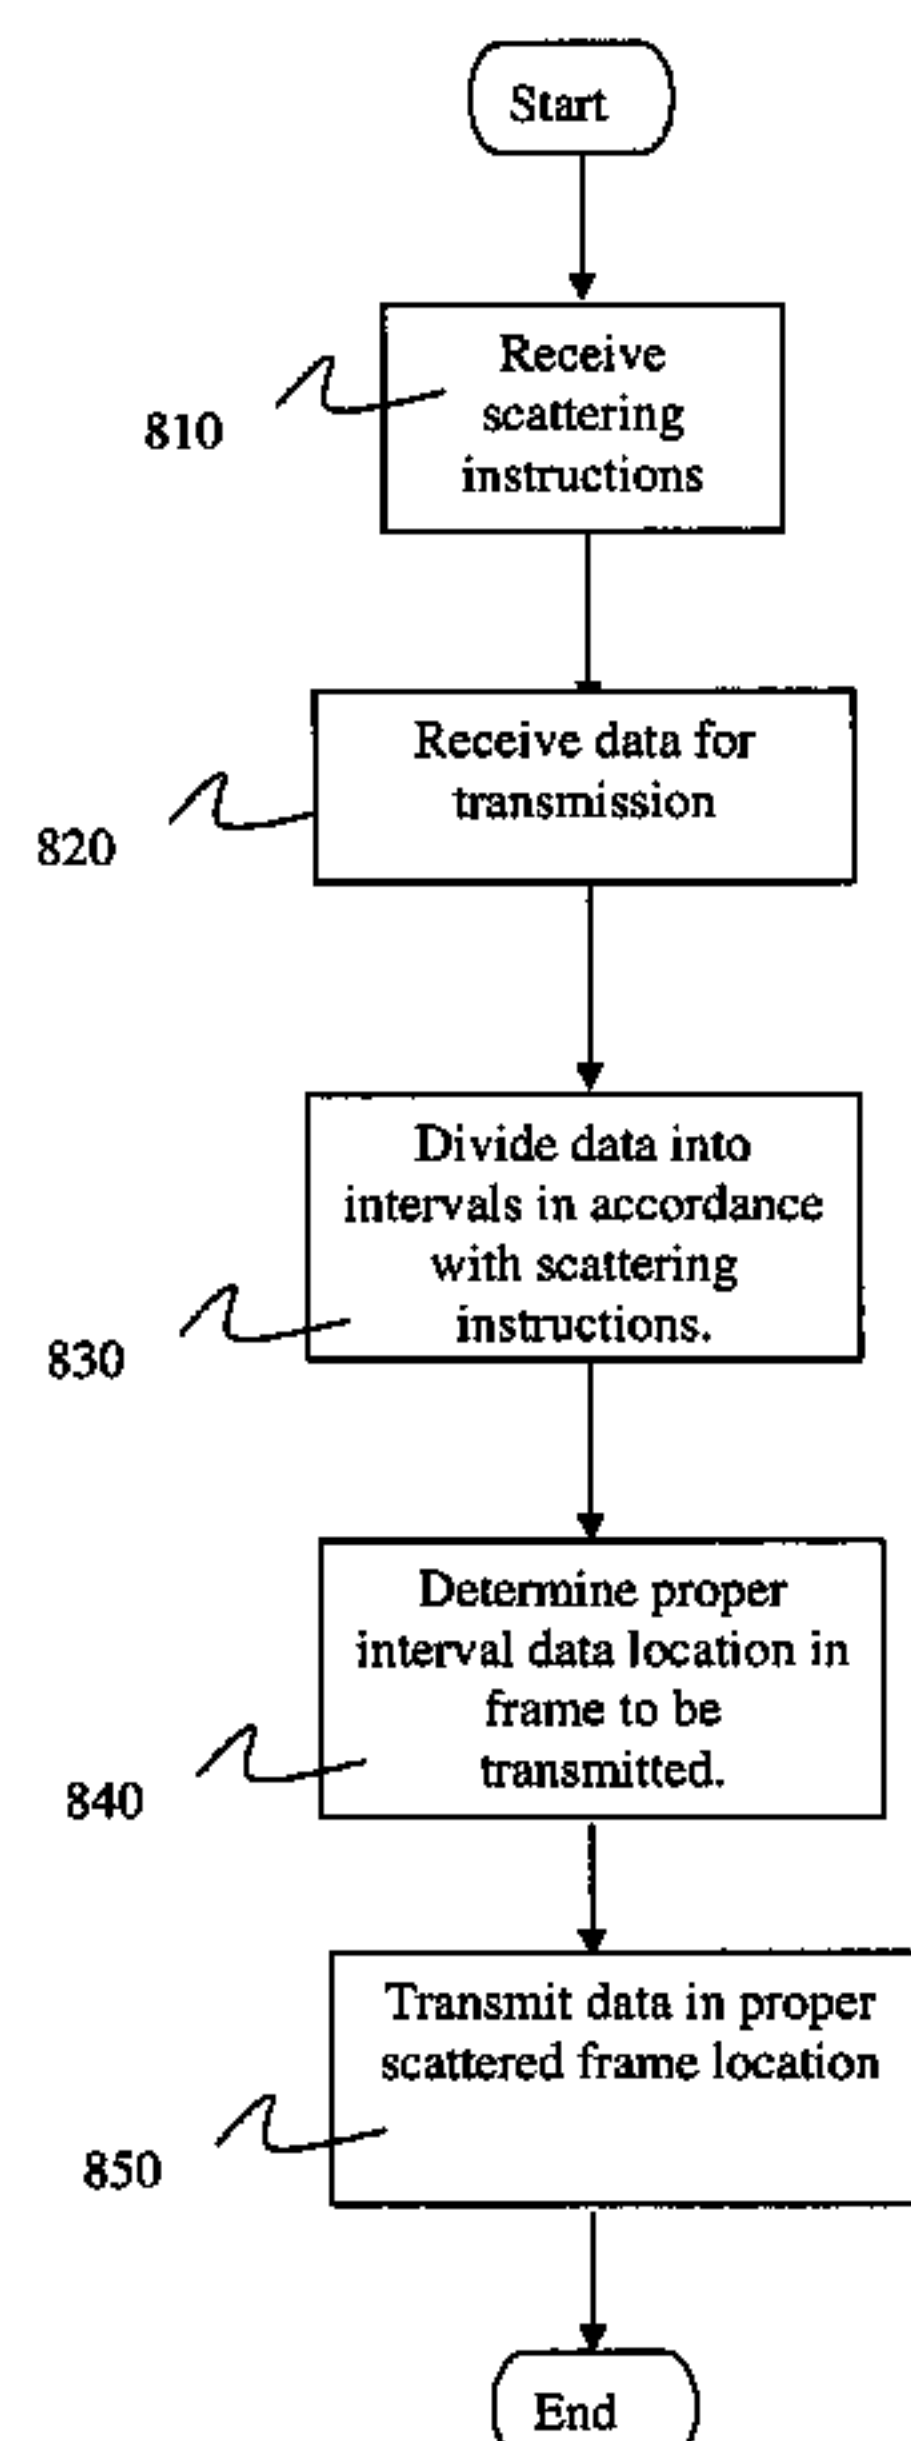 Start
Receive
scattering
instructions
810
Receive data for
transmission
820
Divide data into
intervals in accordance
with scattering
instructions.
830
Determine proper
interval data location in
frame to be
transmitted.
840
Transmit data in proper
scattered frame location
850
End